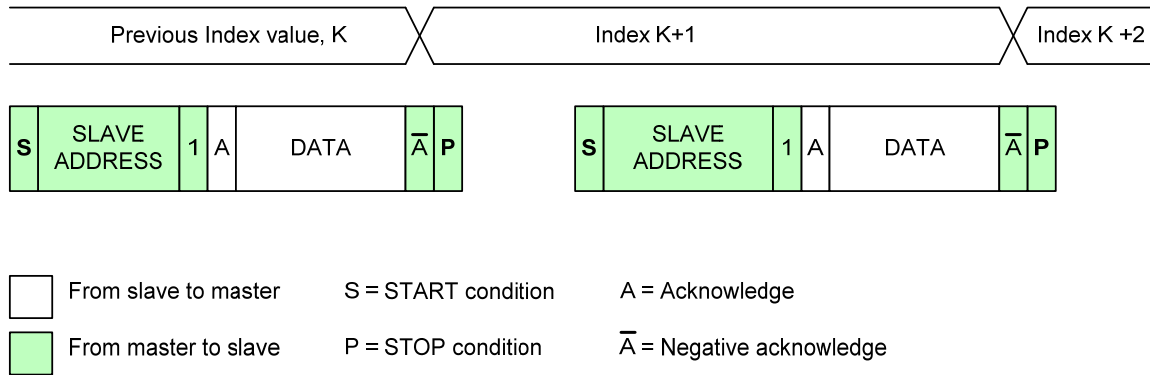 Previous Index value, K Index K+1 Index K +2
S SLAVE ADDRESS 1 A DATA A̅ P S SLAVE ADDRESS 1 A DATA A̅ P
From slave to master S = START condition A = Acknowledge
From master to slave P = STOP condition A̅ = Negative acknowledge